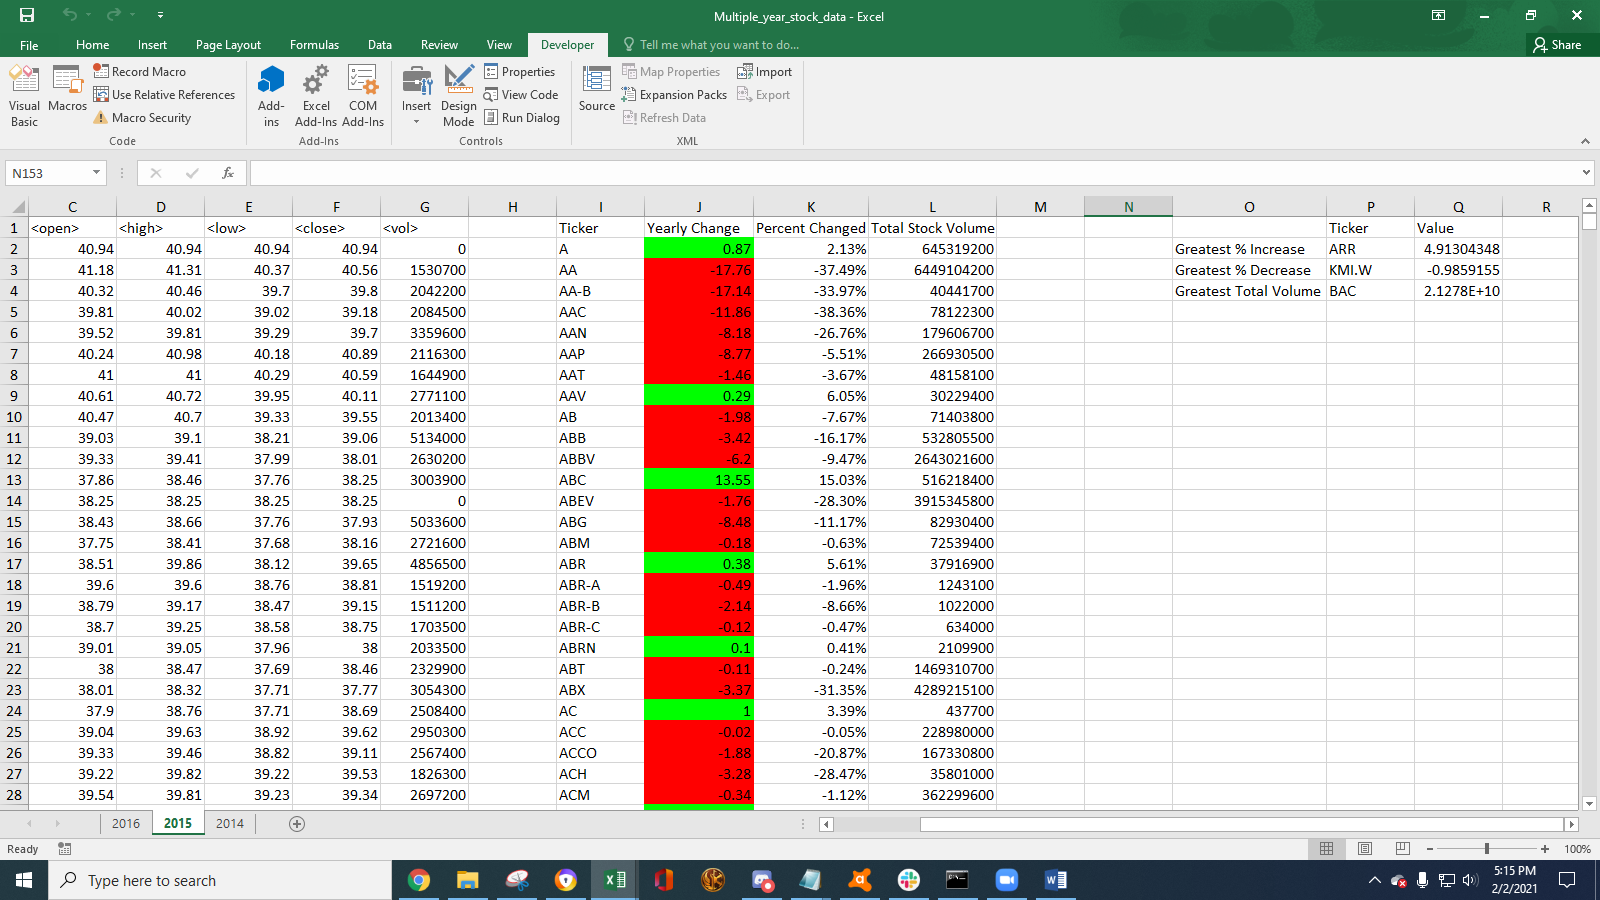 Multiple_year_stock_data - Excel
File Home Insert Page Layout Formulas Data Review View Developer Tell me what you want to do... Share
Visual Basic
Macros
Record Macro
Use Relative References
Macro Security
Code
Add-ins
Excel Add-Ins
COM Add-Ins
Add-Ins
Insert
Design Mode
Properties
View Code
Run Dialog
Controls
Source
Map Properties
Expansion Packs
Refresh Data
Import
Export
XML
N153 fx
C D E F G H I J K L M N O P Q R
1 <open> <high> <low> <close> <vol> Ticker Yearly Change Percent Changed Total Stock Volume Ticker Value
2 40.94 40.94 40.94 40.94 0 A 0.87 2.13% 645319200 Greatest % Increase ARR 4.91304348
3 41.18 41.31 40.37 40.56 1530700 AA -17.76 -37.49% 6449104200 Greatest % Decrease KMI.W -0.9859155
4 40.32 40.46 39.7 39.8 2042200 AA-B -17.14 -33.97% 40441700 Greatest Total Volume BAC 2.1278E+10
5 39.81 40.02 39.02 39.18 2084500 AAC -11.86 -38.36% 78122300
6 39.52 39.81 39.29 39.7 3359600 AAN -8.18 -26.76% 179606700
7 40.24 40.98 40.18 40.89 2116300 AAP -8.77 -5.51% 266930500
8 41 41 40.29 40.59 1644900 AAT -1.46 -3.67% 48158100
9 40.61 40.72 39.95 40.11 2771100 AAV 0.29 6.05% 30229400
10 40.47 40.7 39.33 39.55 2013400 AB -1.98 -7.67% 71403800
11 39.03 39.1 38.21 39.06 5134000 ABB -3.42 -16.17% 532805500
12 39.33 39.41 37.99 38.01 2630200 ABBV -6.2 -9.47% 2643021600
13 37.86 38.46 37.76 38.25 3003900 ABC 13.55 15.03% 516218400
14 38.25 38.25 38.25 38.25 0 ABEV -1.76 -28.30% 3915345800
15 38.43 38.66 37.76 37.93 5033600 ABG -8.48 -11.17% 82930400
16 37.75 38.41 37.68 38.16 2721600 ABM -0.18 -0.63% 72539400
17 38.51 39.86 38.12 39.65 4856500 ABR 0.38 5.61% 37916900
18 39.6 39.6 38.76 38.81 1519200 ABR-A -0.49 -1.96% 1243100
19 38.79 39.17 38.47 39.15 1511200 ABR-B -2.14 -8.66% 1022000
20 38.7 39.25 38.58 38.75 1703500 ABR-C -0.12 -0.47% 634000
21 39.01 39.05 37.96 38 2033500 ABRN 0.1 0.41% 2109900
22 38 38.47 37.69 38.46 2329900 ABT -0.11 -0.24% 1469310700
23 38.01 38.32 37.71 37.77 3054300 ABX -3.37 -31.35% 4289215100
24 37.9 38.76 37.71 38.69 2508400 AC 1 3.39% 437700
25 39.04 39.63 38.92 39.62 2950300 ACC -0.02 -0.05% 228980000
26 39.33 39.46 38.82 39.11 2567400 ACCO -1.88 -20.87% 167330800
27 39.22 39.82 39.22 39.53 1826300 ACH -3.28 -28.47% 35801000
28 39.54 39.81 39.23 39.34 2697200 ACM -0.34 -1.12% 362299600
2016 2015 2014
Ready 100%
Type here to search
5:15 PM
2/2/2021